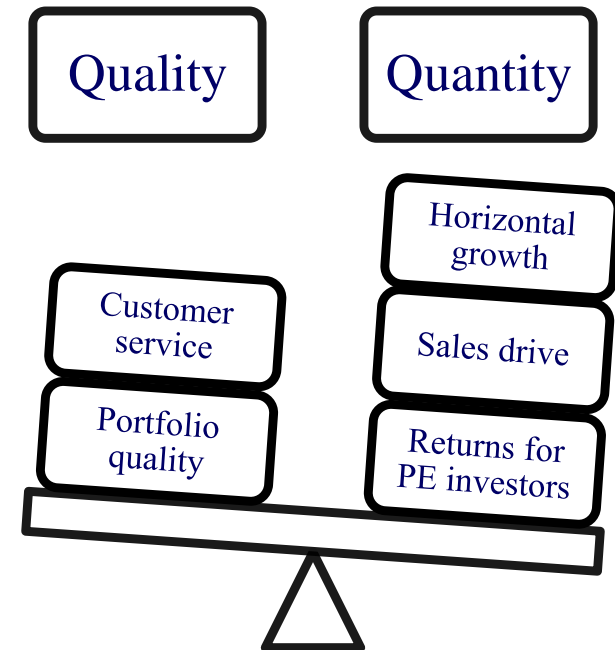 Quality
Quantity
Horizontal
growth
Customer
service
Sales drive
Portfolio
quality
Returns for
PE investors